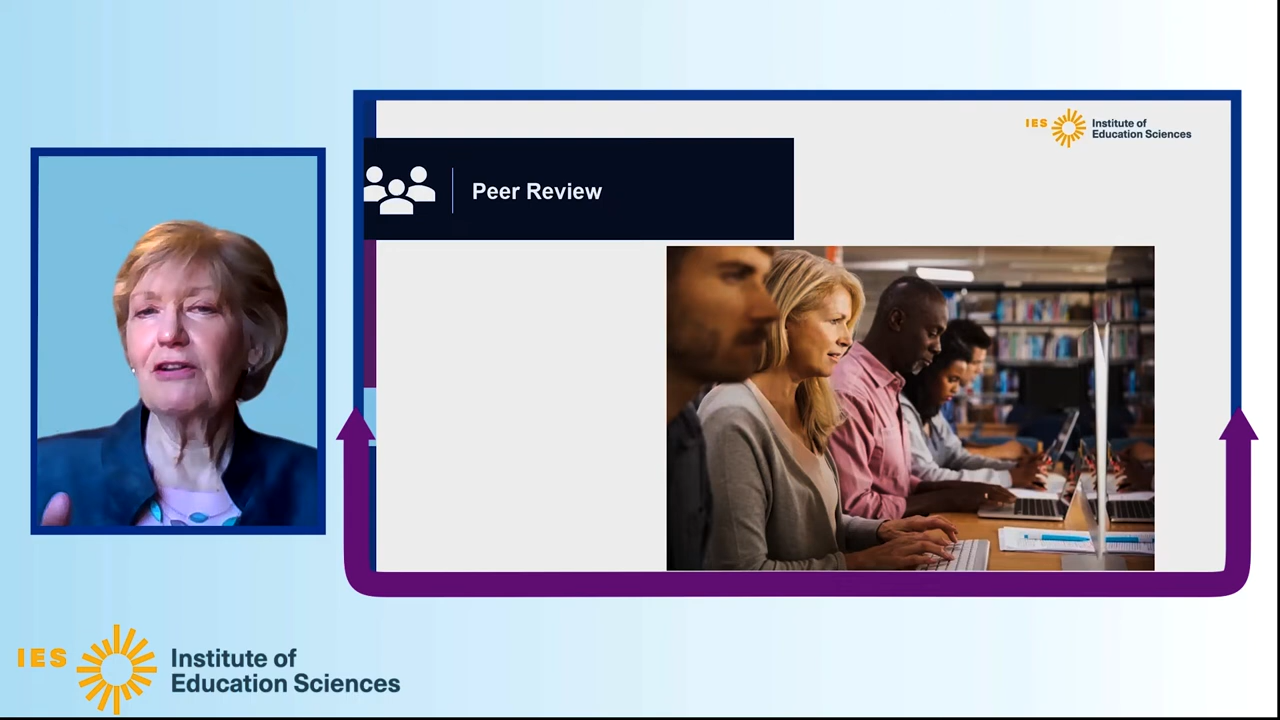 IES
Institute of
Education Sciences
Peer Review
IES
Institute of
Education Sciences